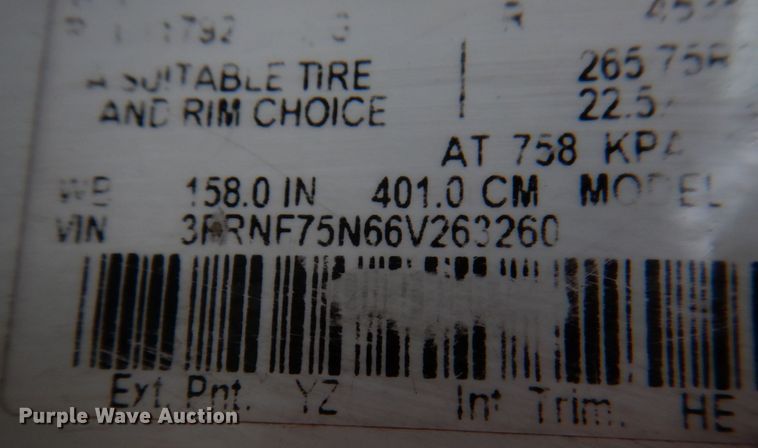 SUITABLE TIRE
AND RIM CHOICE
265 75R
22.5
AT 758 KPA
WB 158.0 IN 401.0 CM MODEL
VIN 3FRNF75N66V263260
Ext. Pnt. YZ Int Trim. HE
Purple Wave Auction